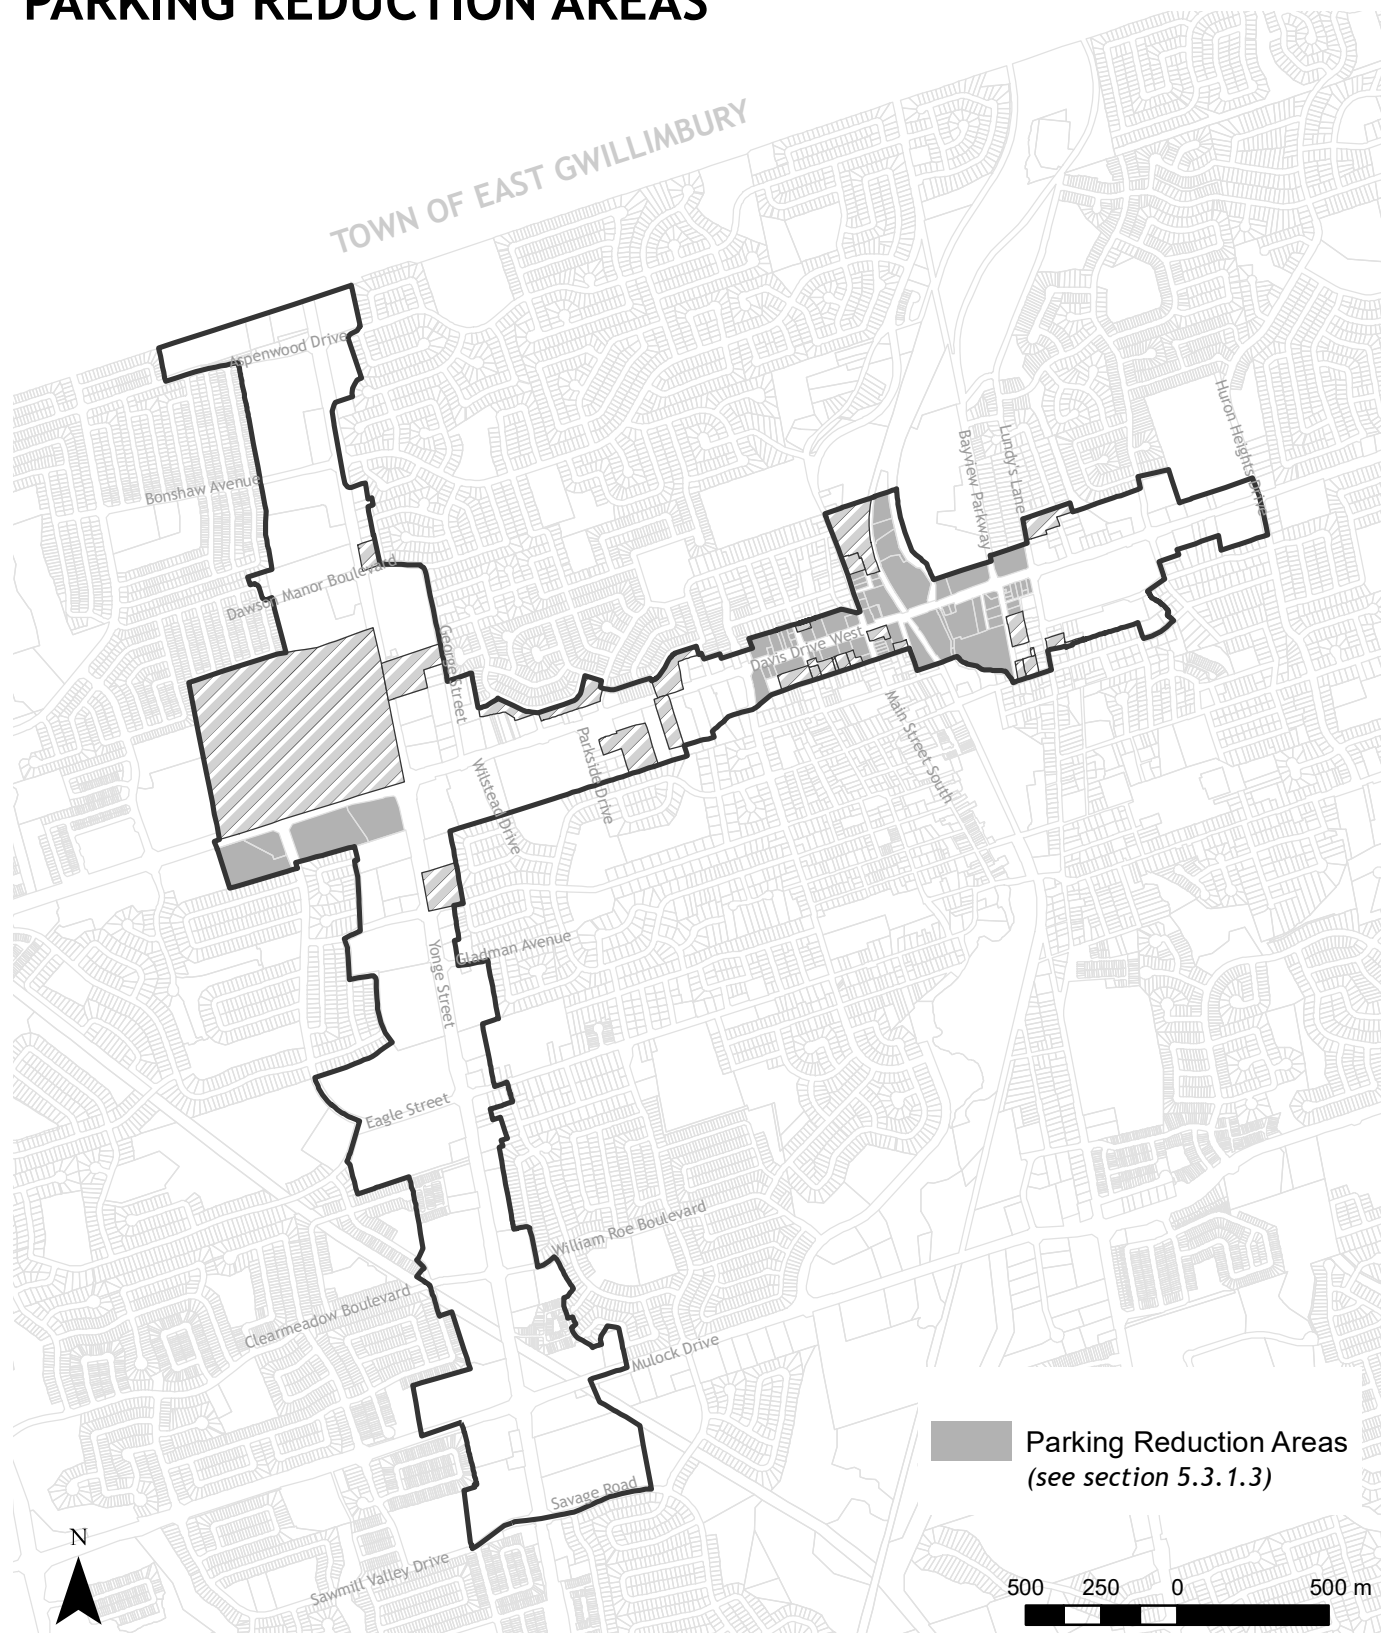 PARKING REDUCTION AREAS
TOWN OF EAST GWILLIMBURY
Aspenwood Drive
Bonshaw Avenue
Dawson Manor Boulevard
George Street
Wilstead Drive
Parkside Drive
Davis Drive West
Main Street South
Bayview Parkway
Lundy's Lane
Huron Heights Drive
Gladman Avenue
Yonge Street
Eagle Street
William Roe Boulevard
Clearmeadow Boulevard
Mulock Drive
Savage Road
Sawmill Valley Drive
Parking Reduction Areas
(see section 5.3.1.3)
N
500 250 0 500 m